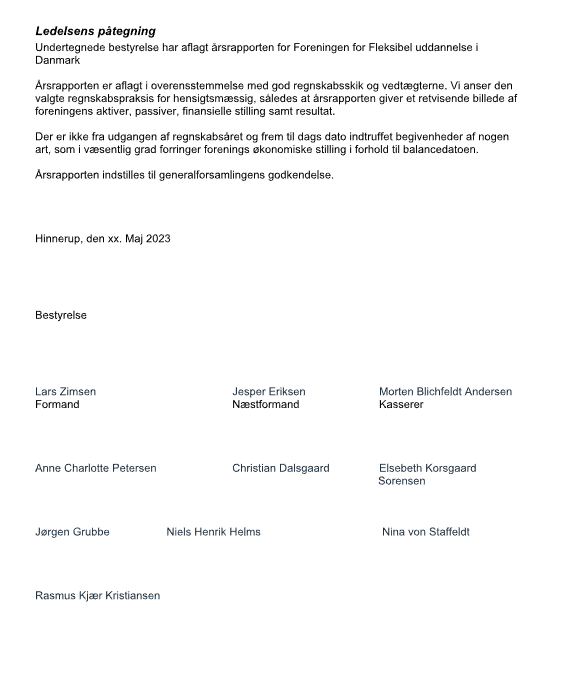 Ledelsens påtegning
Undertegnede bestyrelse har aflagt årsrapporten for Foreningen for Fleksibel uddannelse i
Danmark
Årsrapporten er aflagt i overensstemmelse med god regnskabsskik og vedtægterne. Vi anser den
valgte regnskabspraksis for hensigtsmæssig, således at årsrapporten giver et retvisende billede af
foreningens aktiver, passiver, finansielle stilling samt resultat.
Der er ikke fra udgangen af regnskabsåret og frem til dags dato indtruffet begivenheder af nogen
art, som i væsentlig grad forringer forenings økonomiske stilling i forhold til balancedatoen.
Årsrapporten indstilles til generalforsamlingens godkendelse.
Hinnerup, den xx. Maj 2023
Bestyrelse
Lars Zimsen Jesper Eriksen Morten Blichfeldt Andersen
Formand Næstformand Kasserer
Anne Charlotte Petersen Christian Dalsgaard Elsebeth Korsgaard
Sorensen
Jørgen Grubbe Niels Henrik Helms Nina von Staffeldt
Rasmus Kjær Kristiansen